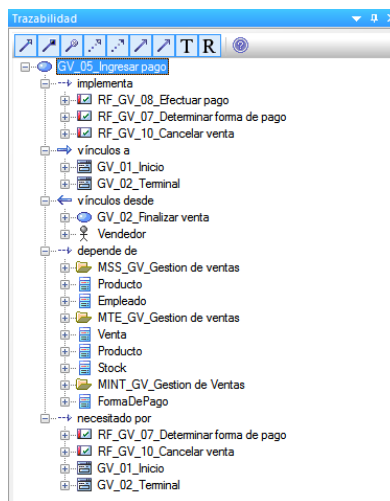 Trazabilidad
T R
GV_05_Ingresar pago
implementa
RF_GV_08_Efectuar pago
RF_GV_07_Determinar forma de pago
RF_GV_10_Cancelar venta
vínculos a
GV_01_Inicio
GV_02_Terminal
vínculos desde
GV_02_Finalizar venta
Vendedor
depende de
MSS_GV_Gestion de ventas
Producto
Empleado
MTE_GV_Gestion de ventas
Venta
Producto
Stock
MINT_GV_Gestion de Ventas
FormaDePago
necesitado por
RF_GV_07_Determinar forma de pago
RF_GV_10_Cancelar venta
GV_01_Inicio
GV_02_Terminal